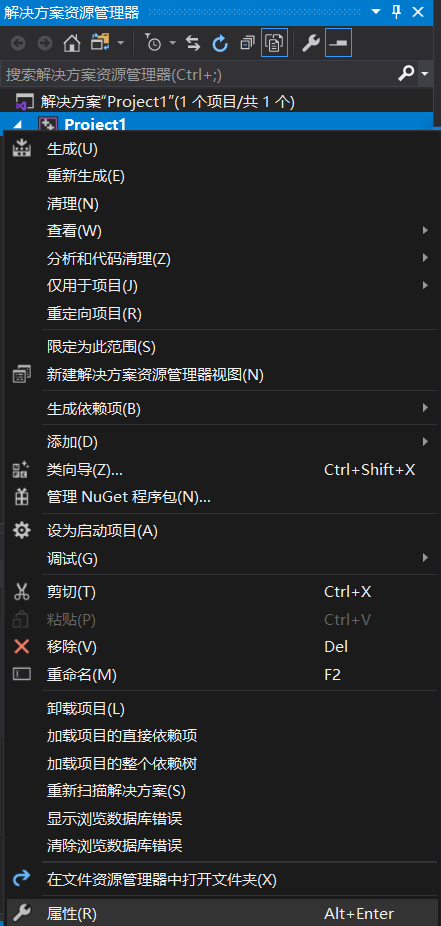 解决方案资源管理器
搜索解决方案资源管理器(Ctrl+;)
解决方案"Project1"(1 个项目/共 1 个)
Project1
生成(U)
重新生成(E)
清理(N)
查看(W)
分析和代码清理(Z)
仅用于项目(J)
重定向项目(R)
限定为此范围(S)
新建解决方案资源管理器视图(N)
生成依赖项(B)
添加(D)
类向导(Z)... Ctrl+Shift+X
管理 NuGet 程序包(N)...
设为启动项目(A)
调试(G)
剪切(T) Ctrl+X
粘贴(P) Ctrl+V
移除(V) Del
重命名(M) F2
卸载项目(L)
加载项目的直接依赖项
加载项目的整个依赖树
重新扫描解决方案(S)
显示浏览数据库错误
清除浏览数据库错误
在文件资源管理器中打开文件夹(X)
属性(R) Alt+Enter